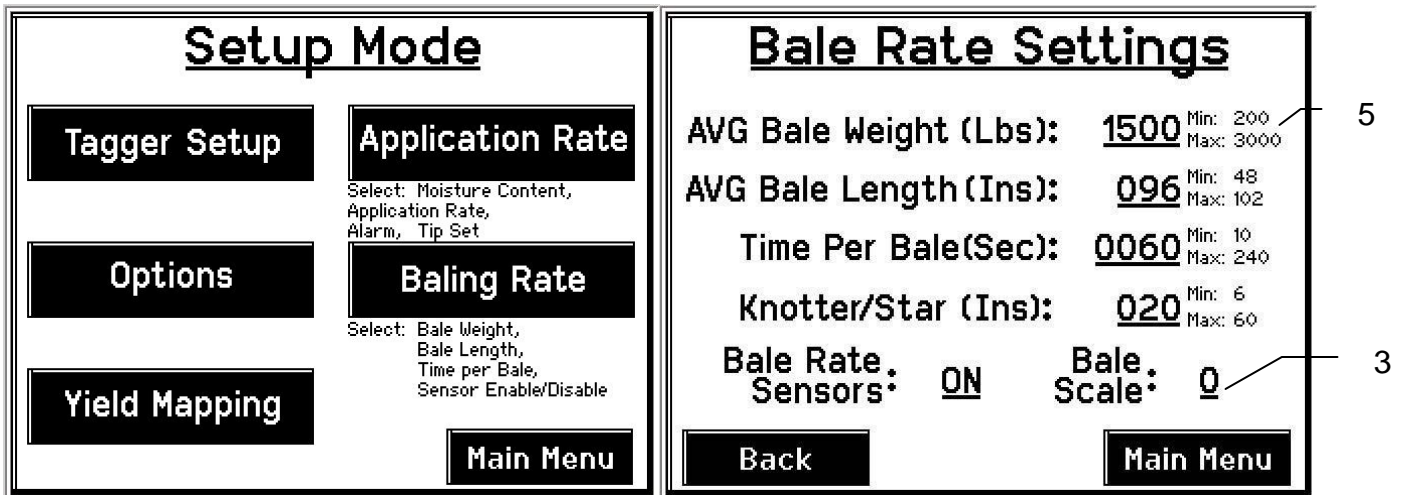 Setup Mode
Tagger Setup
Application Rate
Select: Moisture Content,
Application Rate,
Alarm, Tip Set
Options
Baling Rate
Select: Bale Weight,
Bale Length,
Time per Bale,
Sensor Enable/Disable
Yield Mapping
Main Menu
Bale Rate Settings
AVG Bale Weight (Lbs): 1500 Min: 200
Max: 3000
5
AVG Bale Length (Ins): 096 Min: 48
Max: 102
Time Per Bale(Sec): 0060 Min: 10
Max: 240
Knotter/Star (Ins): 020 Min: 6
Max: 60
Bale Rate
Sensors: ON
Bale
Scale: 0
3
Back
Main Menu